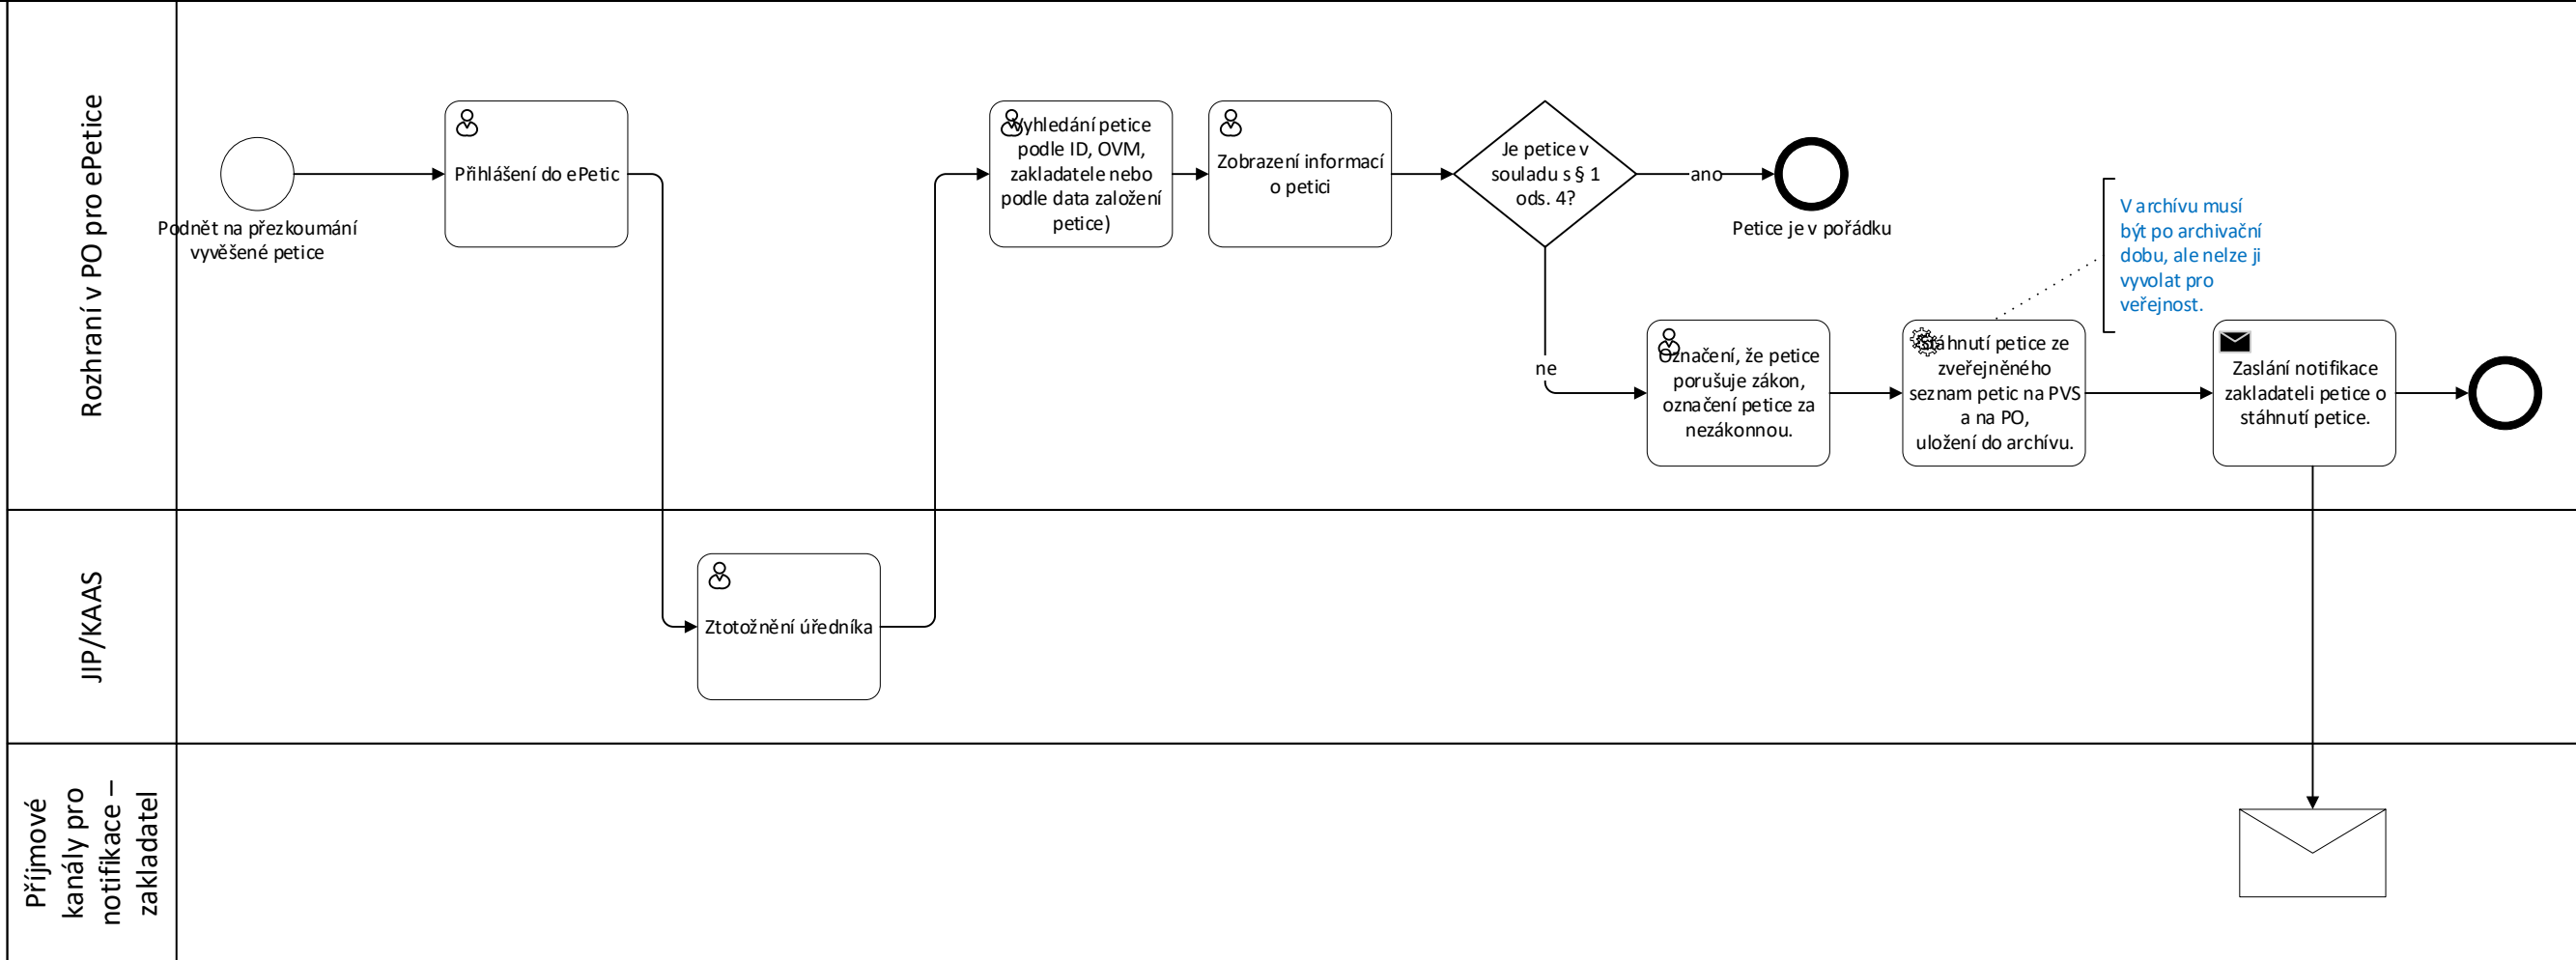 Rozhraní v PO pro ePetice
Podnět na přezkoumání
vyvěšené petice
Přihlášení do ePetic
Vyhledání petice
podle ID, OVM,
zakladatele nebo
podle data založení
petice)
Zobrazení informací
o petici
Je petice v
souladu s § 1
ods. 4?
ano
Petice je v pořádku
ne
Označení, že petice
porušuje zákon,
označení petice za
nezákonnou.
Stáhnutí petice ze
zveřejněného
seznam petic na PVS
a na PO,
uložení do archívu.
V archívu musí
být po archivační
dobu, ale nelze ji
vyvolat pro
veřejnost.
Zaslání notifikace
zakladateli petice o
stáhnutí petice.
JIP/KAAS
Ztotožnění úředníka
Příjmové
kanály pro
notifikace –
zakladatel